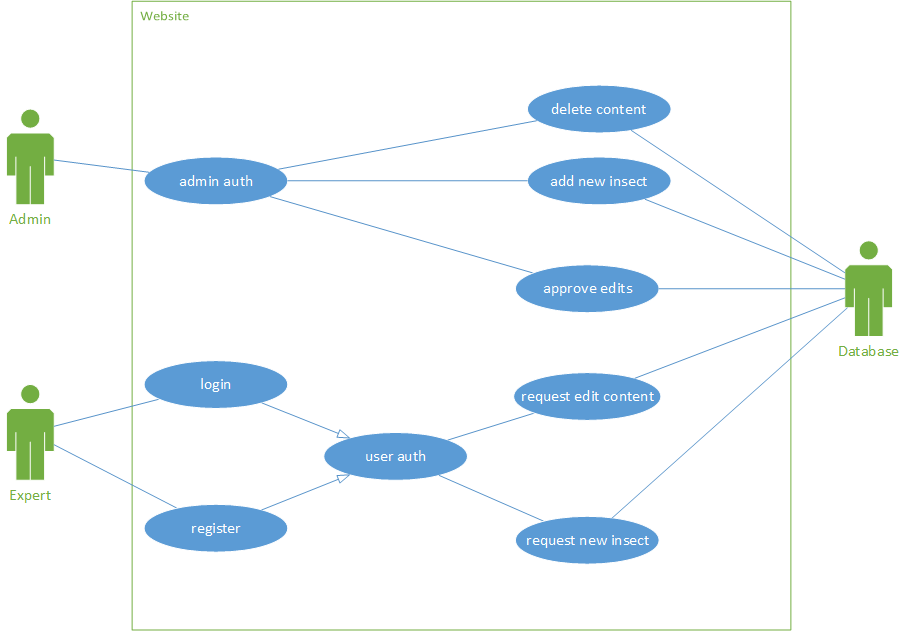 Website
delete content
admin auth
add new insect
Admin
approve edits
Database
login
request edit content
user auth
Expert
register
request new insect